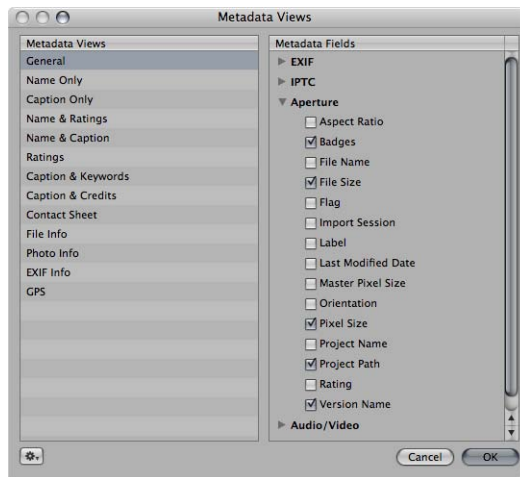 Metadata Views
Metadata Views
General
Name Only
Caption Only
Name & Ratings
Name & Caption
Ratings
Caption & Keywords
Caption & Credits
Contact Sheet
File Info
Photo Info
EXIF Info
GPS
Metadata Fields
EXIF
IPTC
Aperture
Aspect Ratio
Badges
File Name
File Size
Flag
Import Session
Label
Last Modified Date
Master Pixel Size
Orientation
Pixel Size
Project Name
Project Path
Rating
Version Name
Audio/Video
Cancel
OK